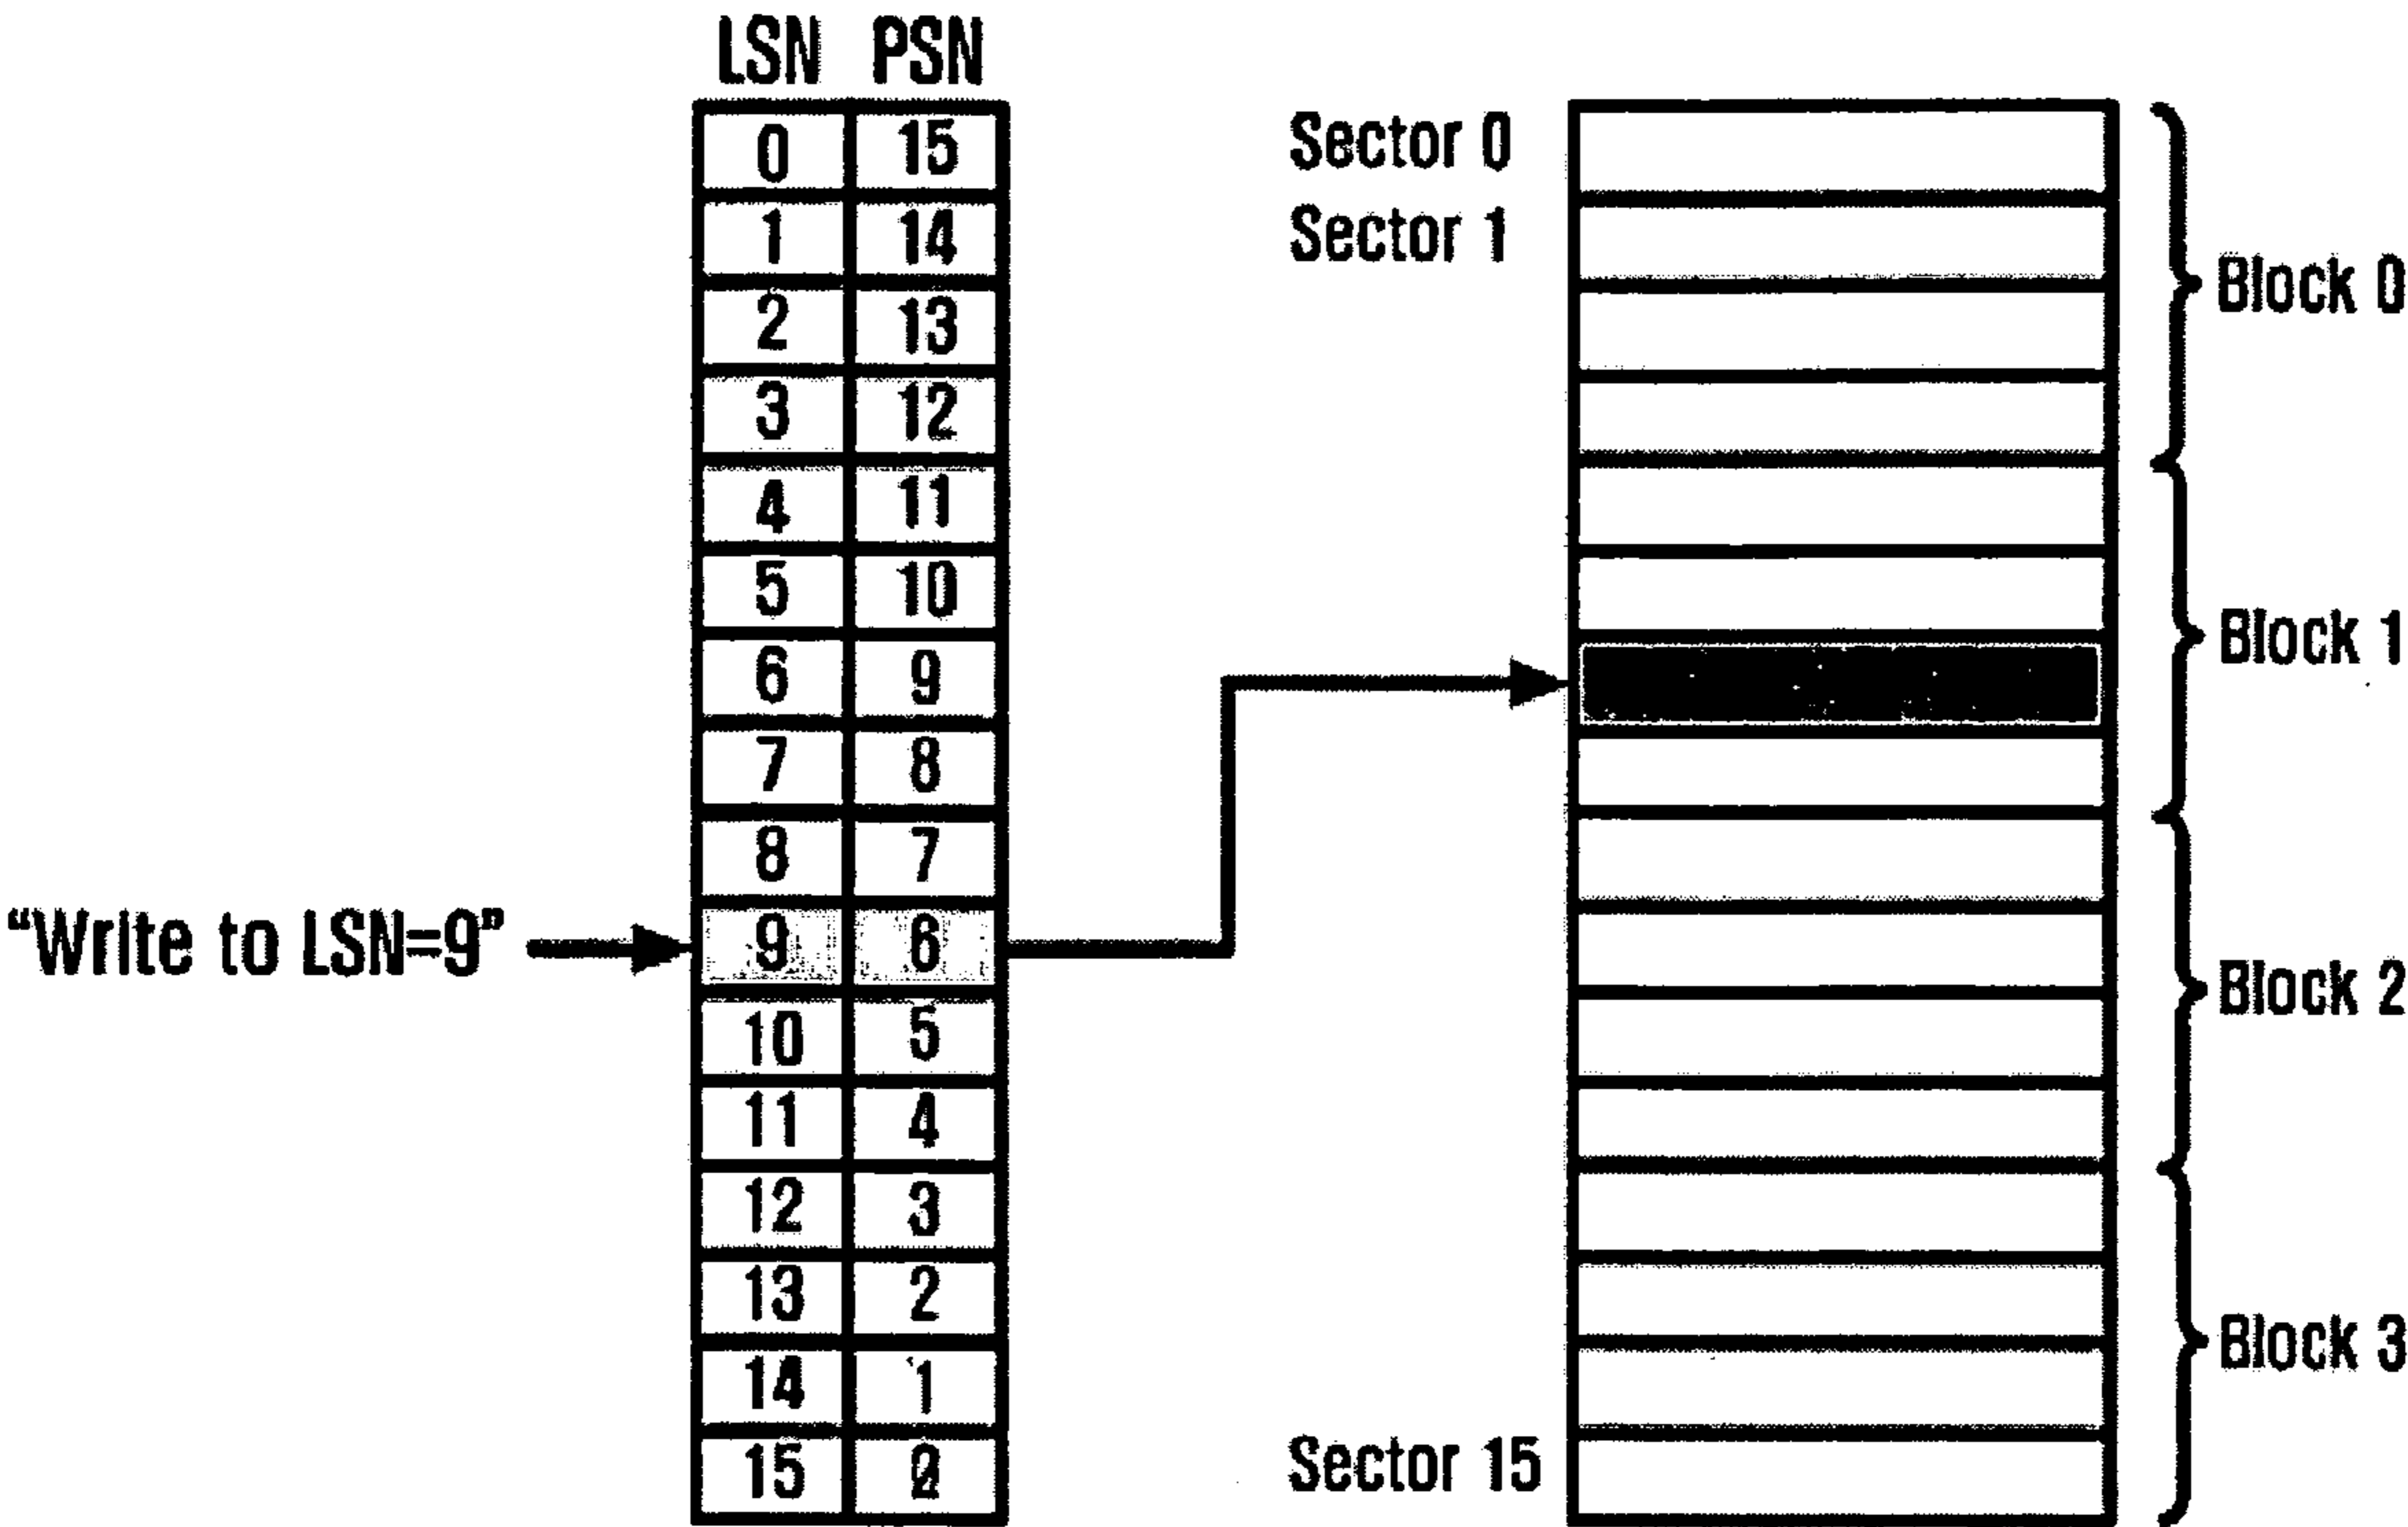 LSN PSN
0 15
1 14
2 13
3 12
4 11
5 10
6 9
7 8
8 7
9 6
10 5
11 4
12 3
13 2
14 1
15
"Write to LSN=9"
Sector 0
Sector 1
Sector 15
Block 0
Block 1
Block 2
Block 3